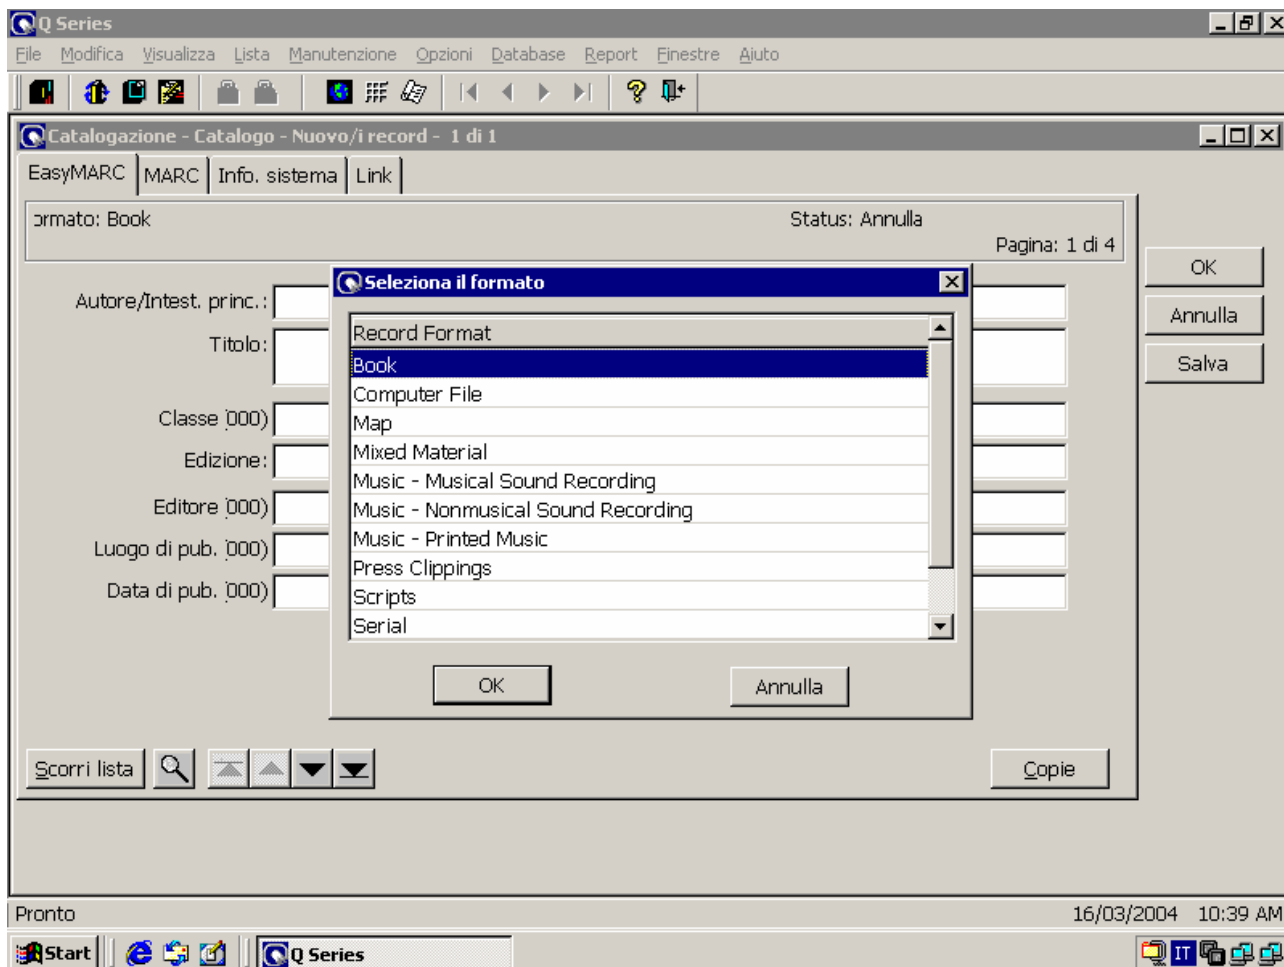 Q Series
File Modifica Visualizza Lista Manutenzione Opzioni Database Report Finestre Aiuto
Catalogazione - Catalogo - Nuovo/i record - 1 di 1
EasyMARC MARC Info. sistema Link
ormato: Book Status: Annulla
Pagina: 1 di 4
OK
Annulla
Salva
Autore/Intest. princ.:
Titolo:
Classe 000)
Edizione:
Editore 000)
Luogo di pub. 000)
Data di pub. 000)
Seleziona il formato
Record Format
Book
Computer File
Map
Mixed Material
Music - Musical Sound Recording
Music - Nonmusical Sound Recording
Music - Printed Music
Press Clippings
Scripts
Serial
OK Annulla
Scorri lista Copie
Pronto 16/03/2004 10:39 AM
Start Q Series IT